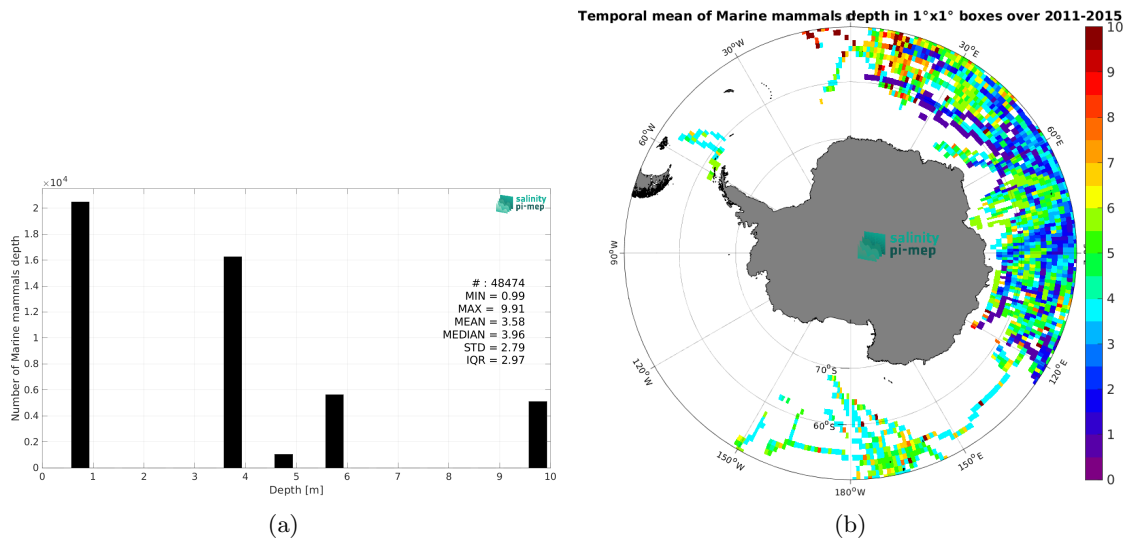 ×10⁴
2
1.8
1.6
1.4
1.2
1
0.8
0.6
0.4
0.2
0
Number of Marine mammals depth
salinity
pi-mep
# : 48474
MIN = 0.99
MAX = 9.91
MEAN = 3.58
MEDIAN = 3.96
STD = 2.79
IQR = 2.97
0 1 2 3 4 5 6 7 8 9 10
Depth [m]
(a)
Temporal mean of Marine mammals depth in 1°x1° boxes over 2011-2015
30°W
30°E
60°W
60°E
90°W
120°W
120°E
150°W
150°E
180°W
70°S
60°S
salinity
pi-mep
10
9
8
7
6
5
4
3
2
1
0
(b)